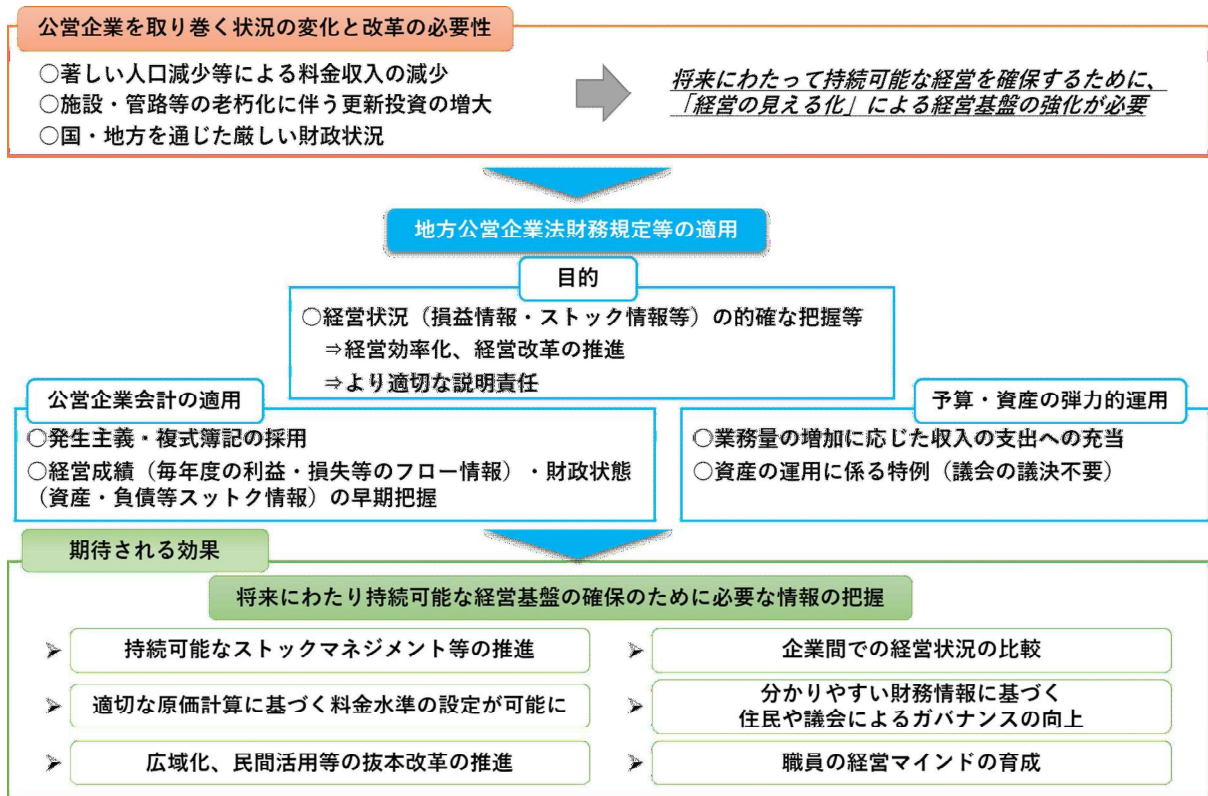 公営企業を取り巻く状況の変化と改革の必要性
○著しい人口減少等による料金収入の減少
○施設・管路等の老朽化に伴う更新投資の増大
○国・地方を通じた厳しい財政状況
将来にわたって持続可能な経営を確保するために、
「経営の見える化」による経営基盤の強化が必要
地方公営企業法財務規定等の適用
目的
○経営状況（損益情報・ストック情報等）の的確な把握等
⇒経営効率化、経営改革の推進
⇒より適切な説明責任
公営企業会計の適用
○発生主義・複式簿記の採用
○経営成績（毎年度の利益・損失等のフロー情報）・財政状態
（資産・負債等スットク情報）の早期把握
予算・資産の弾力的運用
○業務量の増加に応じた収入の支出への充当
○資産の運用に係る特例（議会の議決不要）
期待される効果
将来にわたり持続可能な経営基盤の確保のために必要な情報の把握
➢ 持続可能なストックマネジメント等の推進
➢ 適切な原価計算に基づく料金水準の設定が可能に
➢ 広域化、民間活用等の抜本改革の推進
➢ 企業間での経営状況の比較
➢ 分かりやすい財務情報に基づく
住民や議会によるガバナンスの向上
➢ 職員の経営マインドの育成